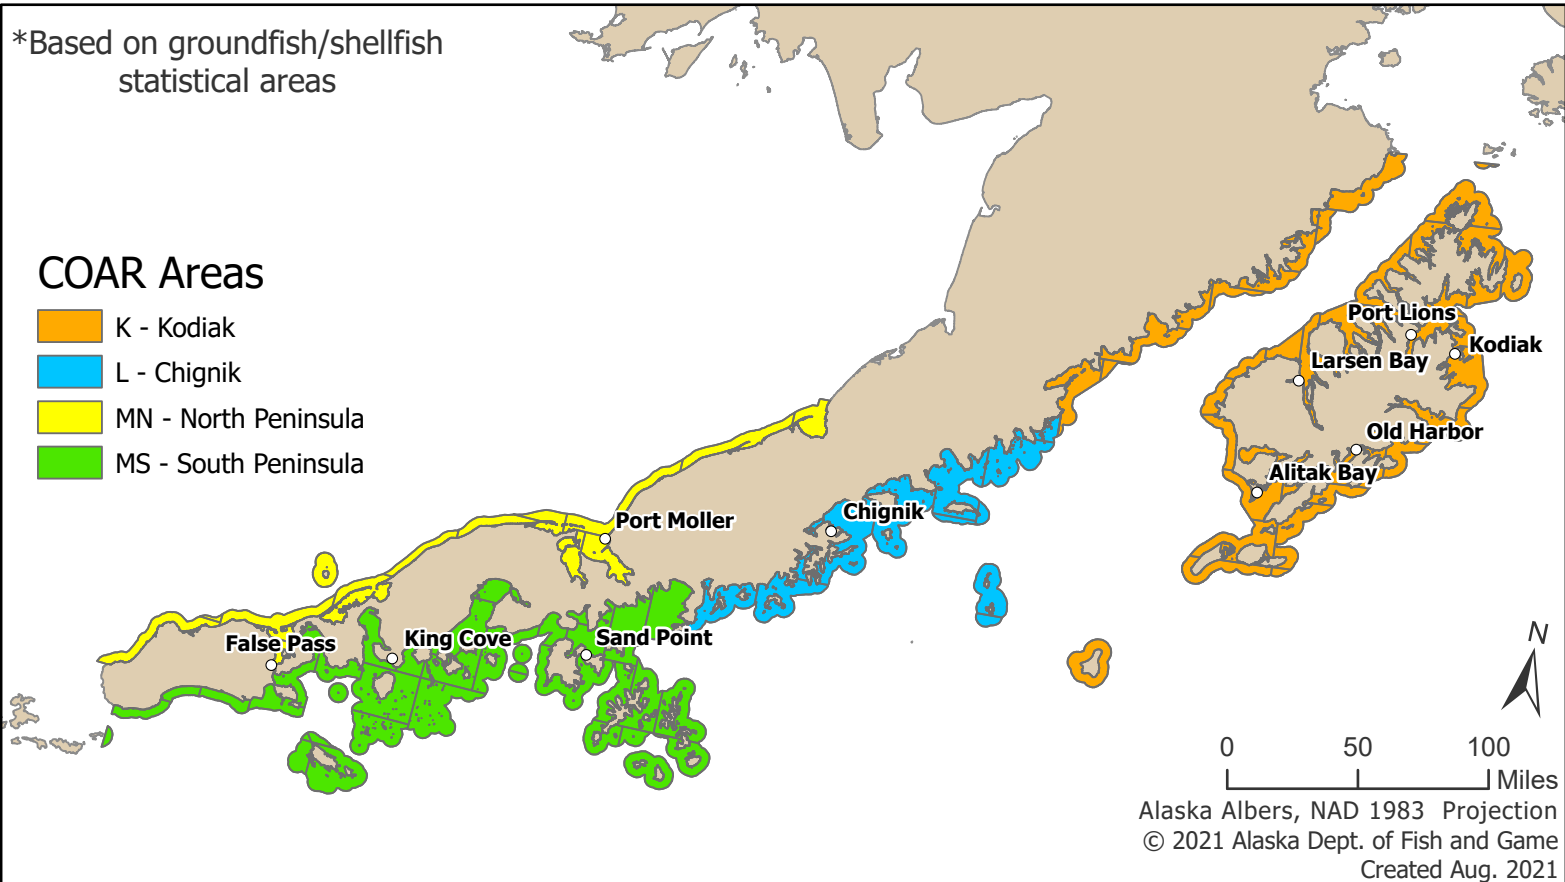 *Based on groundfish/shellfish
statistical areas
COAR Areas
K - Kodiak
L - Chignik
MN - North Peninsula
MS - South Peninsula
Port Lions
Kodiak
Larsen Bay
Old Harbor
Alitak Bay
Chignik
Port Moller
False Pass
King Cove
Sand Point
N
0 50 100
Miles
Alaska Albers, NAD 1983 Projection
© 2021 Alaska Dept. of Fish and Game
Created Aug. 2021